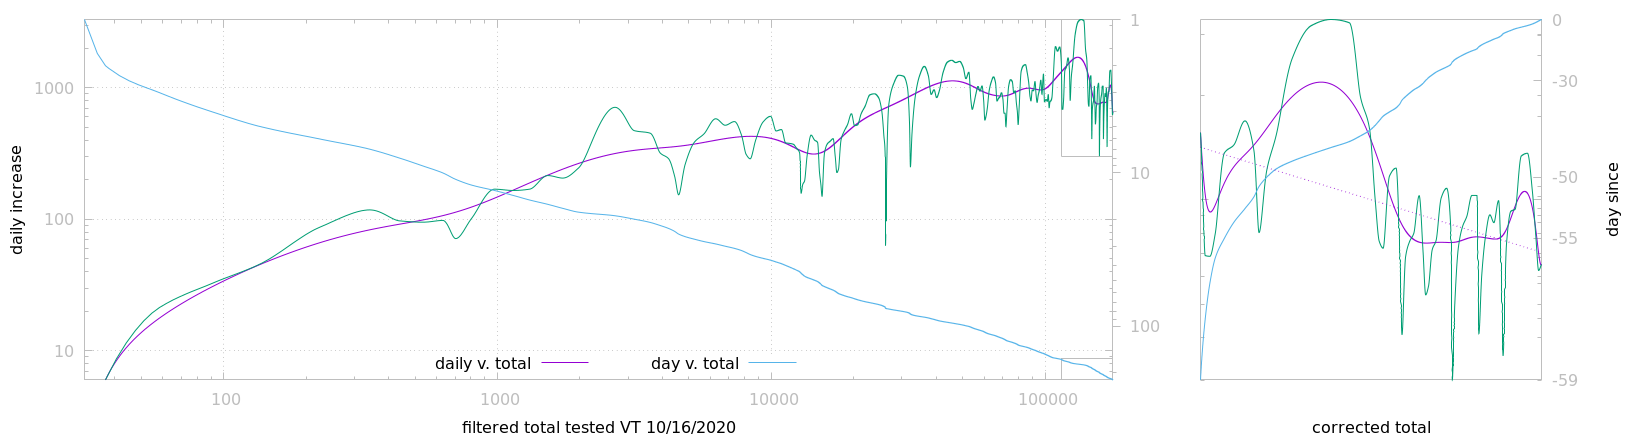 daily increase
1000
100
10
100
1000
10000
100000
filtered total tested VT 10/16/2020
daily v. total
day v. total
1
10
100
0
-30
-50
-55
-59
day since
corrected total